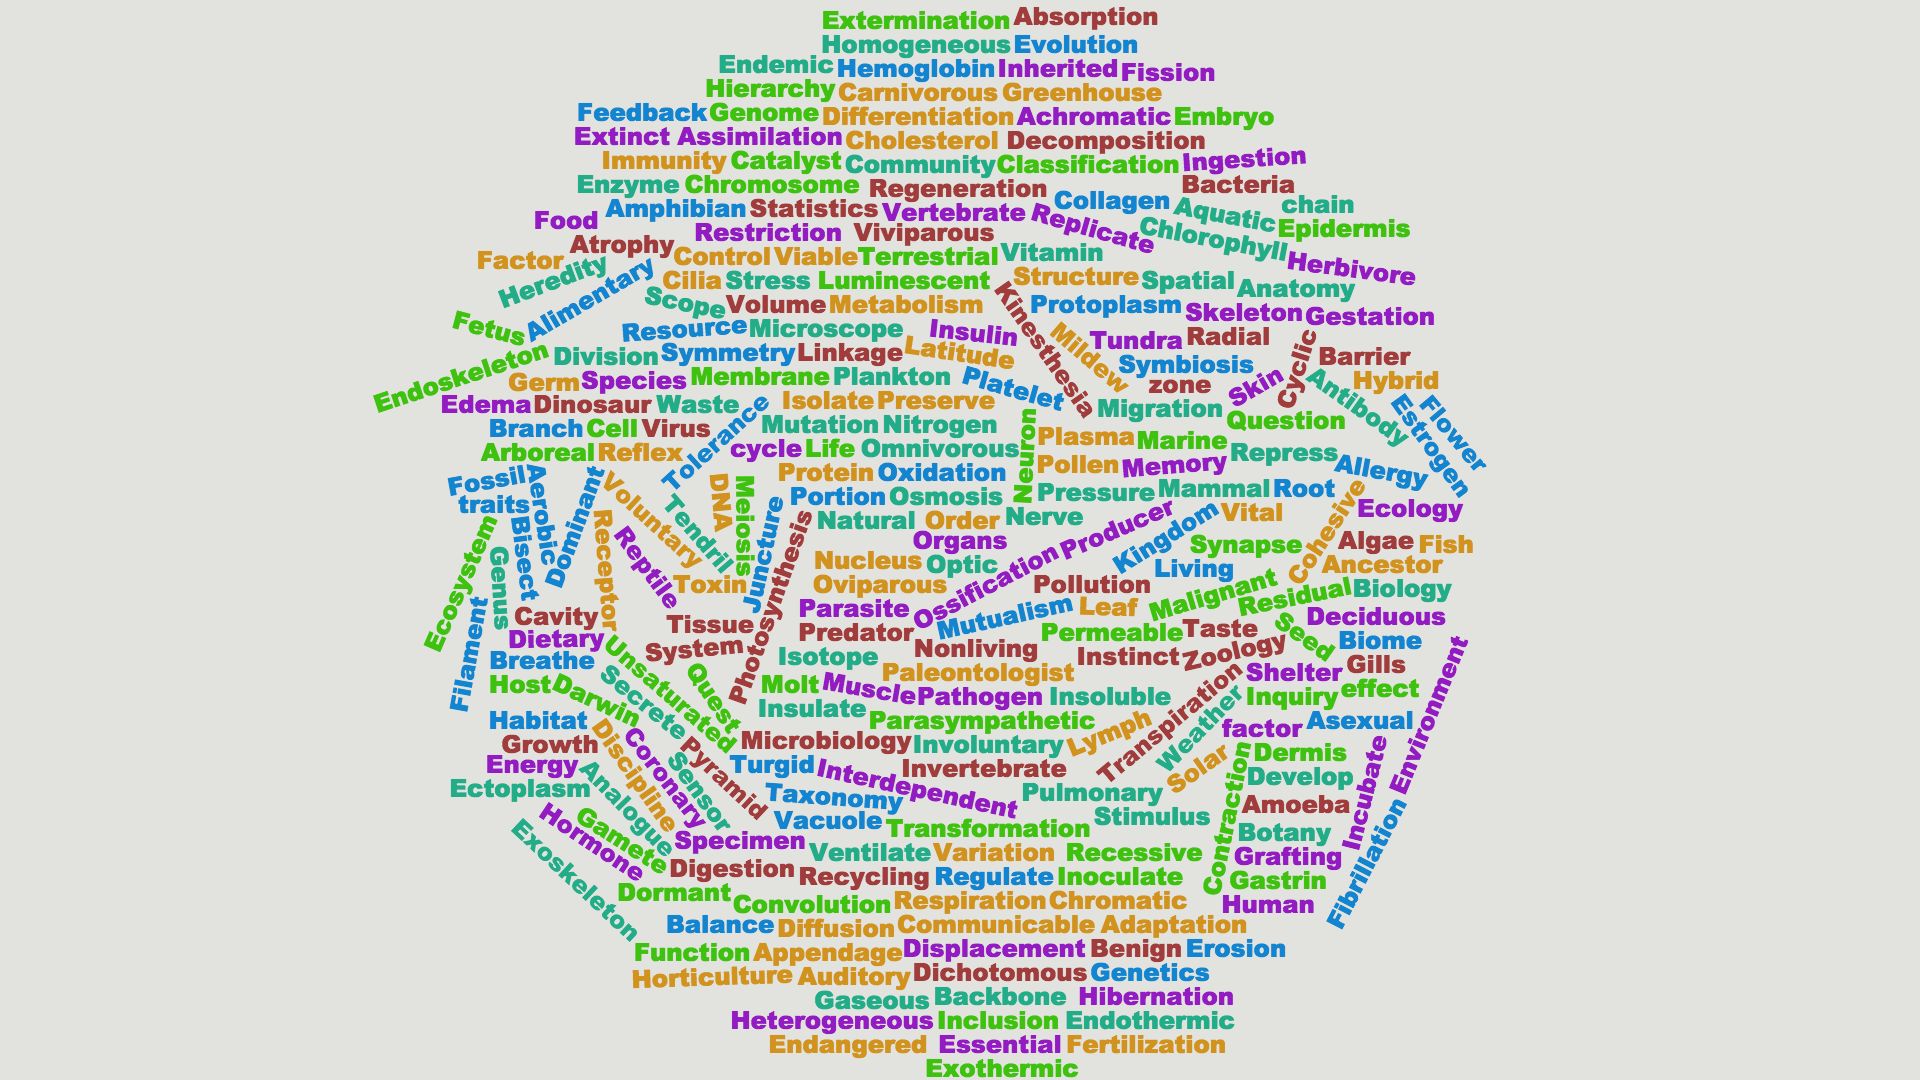 Extermination Absorption
Homogeneous Evolution
Endemic Hemoglobin Inherited Fission
Hierarchy Carnivorous Greenhouse
Feedback Genome Differentiation Achromatic Embryo
Extinct Assimilation Cholesterol Decomposition
Immunity Catalyst Community Classification Ingestion
Enzyme Chromosome Regeneration Bacteria
Food Amphibian Statistics Vertebrate Replicate Collagen Aquatic chain
Restriction Viviparous Chlorophyll Epidermis
Factor Atrophy Control Viable Terrestrial Vitamin Herbivore
Heredity Alimentary Cilia Stress Luminescent Structure Spatial Anatomy
Scope Volume Metabolism Kinesthesia Protoplasm Skeleton Gestation
Fetus Resource Microscope Insulin Mildew Tundra Radial
Endoskeleton Division Symmetry Linkage Latitude Symbiosis Cyclic Barrier
Germ Species Membrane Plankton Platelet zone Skin Antibody Hybrid
Edema Dinosaur Waste Tolerance Isolate Preserve Migration Estrogen Flower
Branch Cell Virus Mutation Nitrogen Neuron Question
Arboreal Reflex cycle Life Omnivorous Plasma Marine Repress
Fossil Aerobic Dominant Protein Oxidation Pollen Memory Allergy
traits Voluntary DNA Meiosis Portion Osmosis Pressure Mammal Root Cohesive
Ecosystem Bisect Receptor Tendril Juncture Photosynthesis Natural Order Nerve Producer Kingdom Vital Ecology
Genus Reptile Organs Synapse Algae Fish
Toxin Nucleus Optic Ossification Living Ancestor
Oviparous Pollution Malignant Residual Biology
Filament Cavity Tissue Parasite Mutualism Leaf Deciduous
Dietary Unsaturated System Predator Nonliving Permeable Taste Seed Biome
Breathe Secrete Quest Isotope Paleontologist Instinct Zoology Shelter Gills Environment
Host Darwin Molt Muscle Pathogen Insoluble Transpiration Weather Inquiry effect
Habitat Discipline Coronary Insulate Parasympathetic Lymph factor Asexual
Growth Sensor Pyramid Microbiology Involuntary Contraction Dermis Incubate
Energy Analogue Turgid Interdependent Invertebrate Solar Develop
Ectoplasm Taxonomy Pulmonary Amoeba
Hormone Gamete Vacuole Transformation Stimulus Botany Fibrillation
Exoskeleton Specimen Ventilate Variation Recessive Grafting
Digestion Recycling Regulate Inoculate Gastrin
Dormant Convolution Respiration Chromatic Human
Balance Diffusion Communicable Adaptation
Function Appendage Displacement Benign Erosion
Horticulture Auditory Dichotomous Genetics
Gaseous Backbone Hibernation
Heterogeneous Inclusion Endothermic
Endangered Essential Fertilization
Exothermic